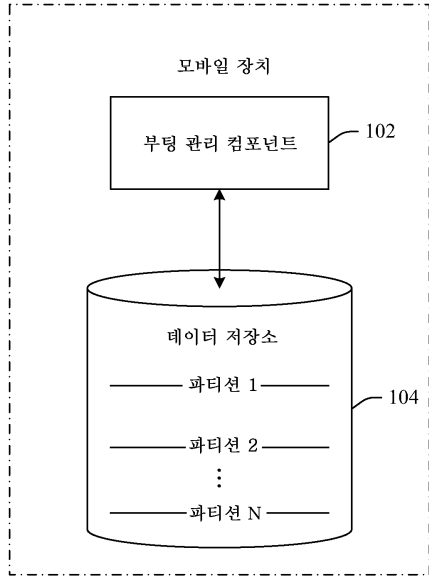 모바일 장치
부팅 관리 컴포넌트
102
데이터 저장소
파티션 1
104
파티션 2
⋮
파티션 N